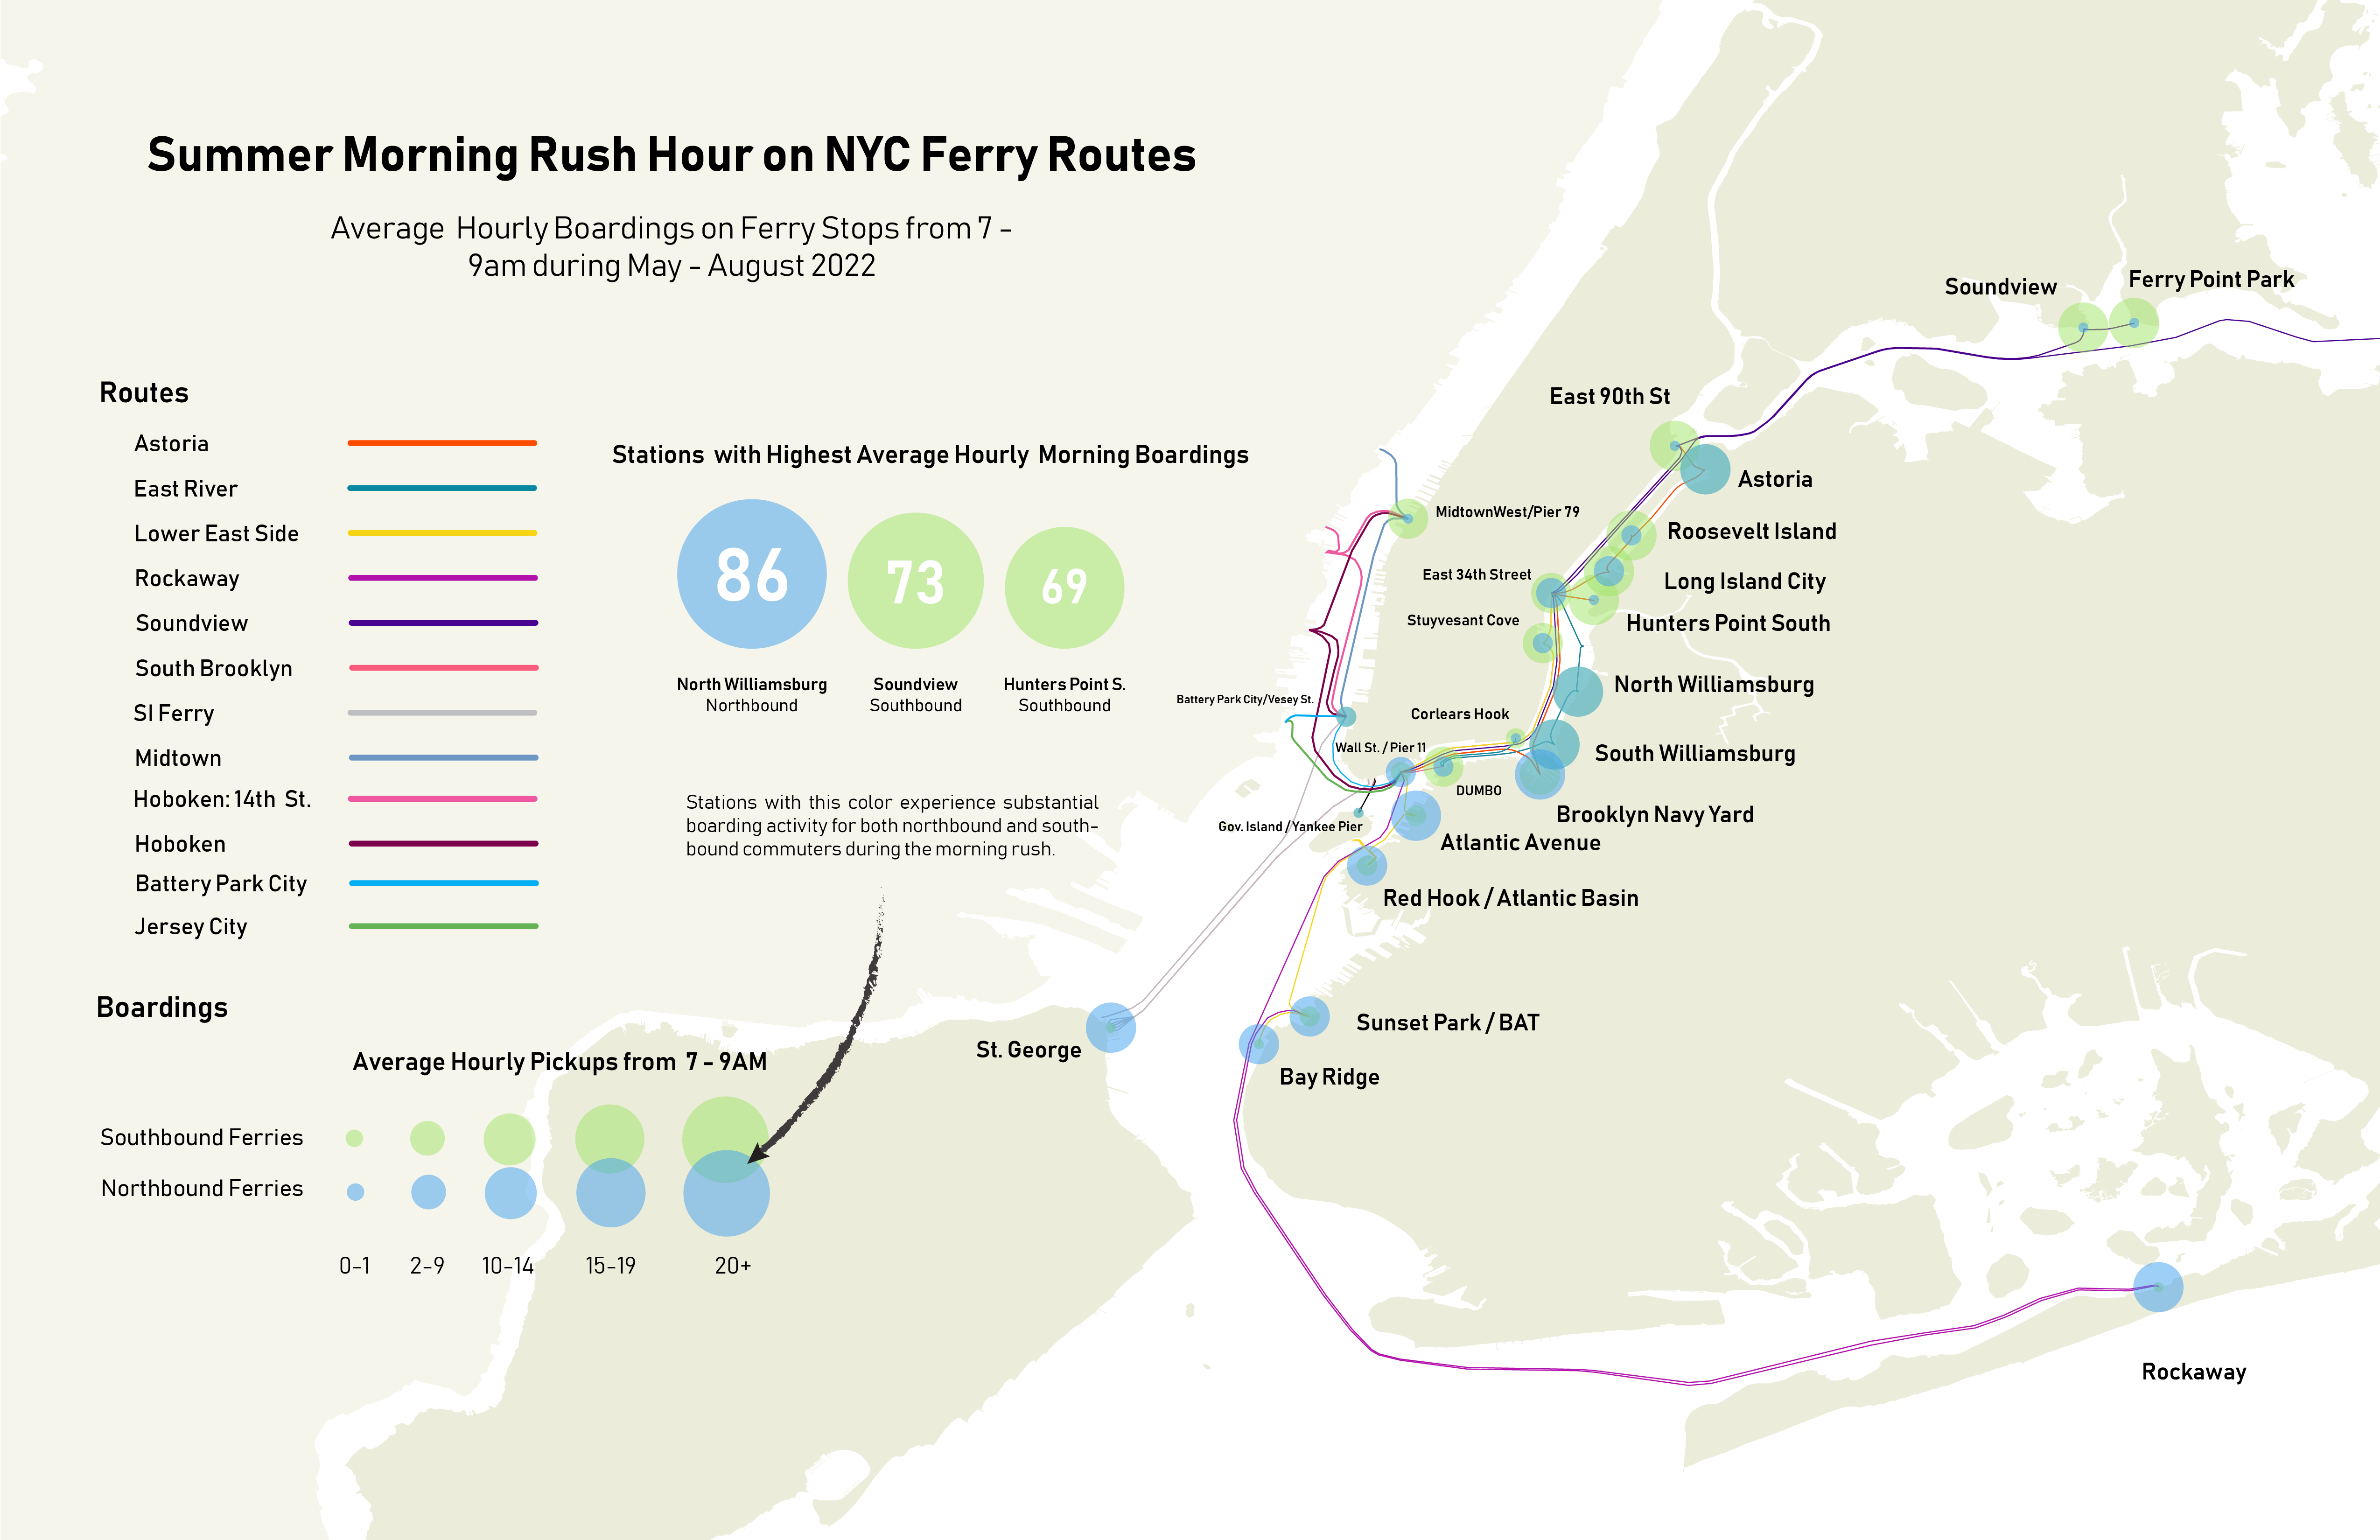 Summer Morning Rush Hour on NYC Ferry Routes
Average Hourly Boardings on Ferry Stops from 7 -
9am during May - August 2022
Routes
Astoria
East River
Lower East Side
Rockaway
Soundview
South Brooklyn
SI Ferry
Midtown
Hoboken: 14th St.
Hoboken
Battery Park City
Jersey City
Stations with Highest Average Hourly Morning Boardings
86
73
69
North Williamsburg
Northbound
Soundview
Southbound
Hunters Point S.
Southbound
Stations with this color experience substantial
boarding activity for both northbound and south-
bound commuters during the morning rush.
Boardings
Average Hourly Pickups from 7 - 9AM
Southbound Ferries
Northbound Ferries
0-1
2-9
10-14
15-19
20+
Soundview
Ferry Point Park
East 90th St
Astoria
MidtownWest/Pier 79
Roosevelt Island
East 34th Street
Long Island City
Stuyvesant Cove
Hunters Point South
North Williamsburg
Battery Park City/Vesey St.
Corlears Hook
Wall St. / Pier 11
South Williamsburg
DUMBO
Brooklyn Navy Yard
Gov. Island / Yankee Pier
Atlantic Avenue
Red Hook / Atlantic Basin
Sunset Park / BAT
St. George
Bay Ridge
Rockaway